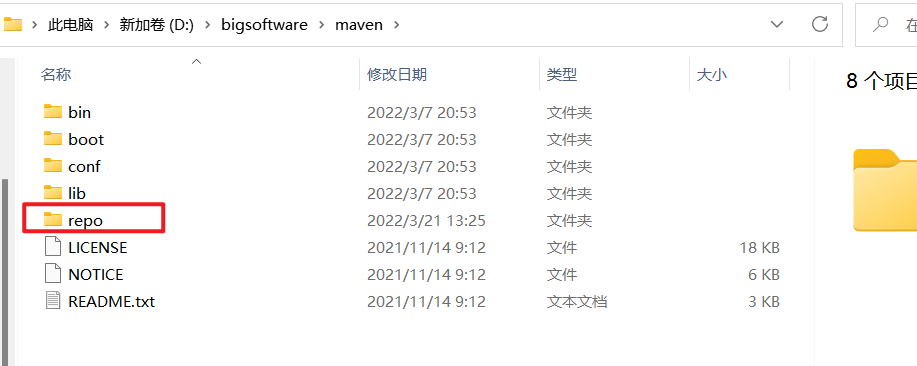 此电脑 新加卷 (D:) bigsoftware maven 在
名称 修改日期 类型 大小
8 个项目
bin 2022/3/7 20:53 文件夹
boot 2022/3/7 20:53 文件夹
conf 2022/3/7 20:53 文件夹
lib 2022/3/7 20:53 文件夹
repo 2022/3/21 13:25 文件夹
LICENSE 2021/11/14 9:12 文件 18 KB
NOTICE 2021/11/14 9:12 文件 6 KB
README.txt 2021/11/14 9:12 文本文档 3 KB